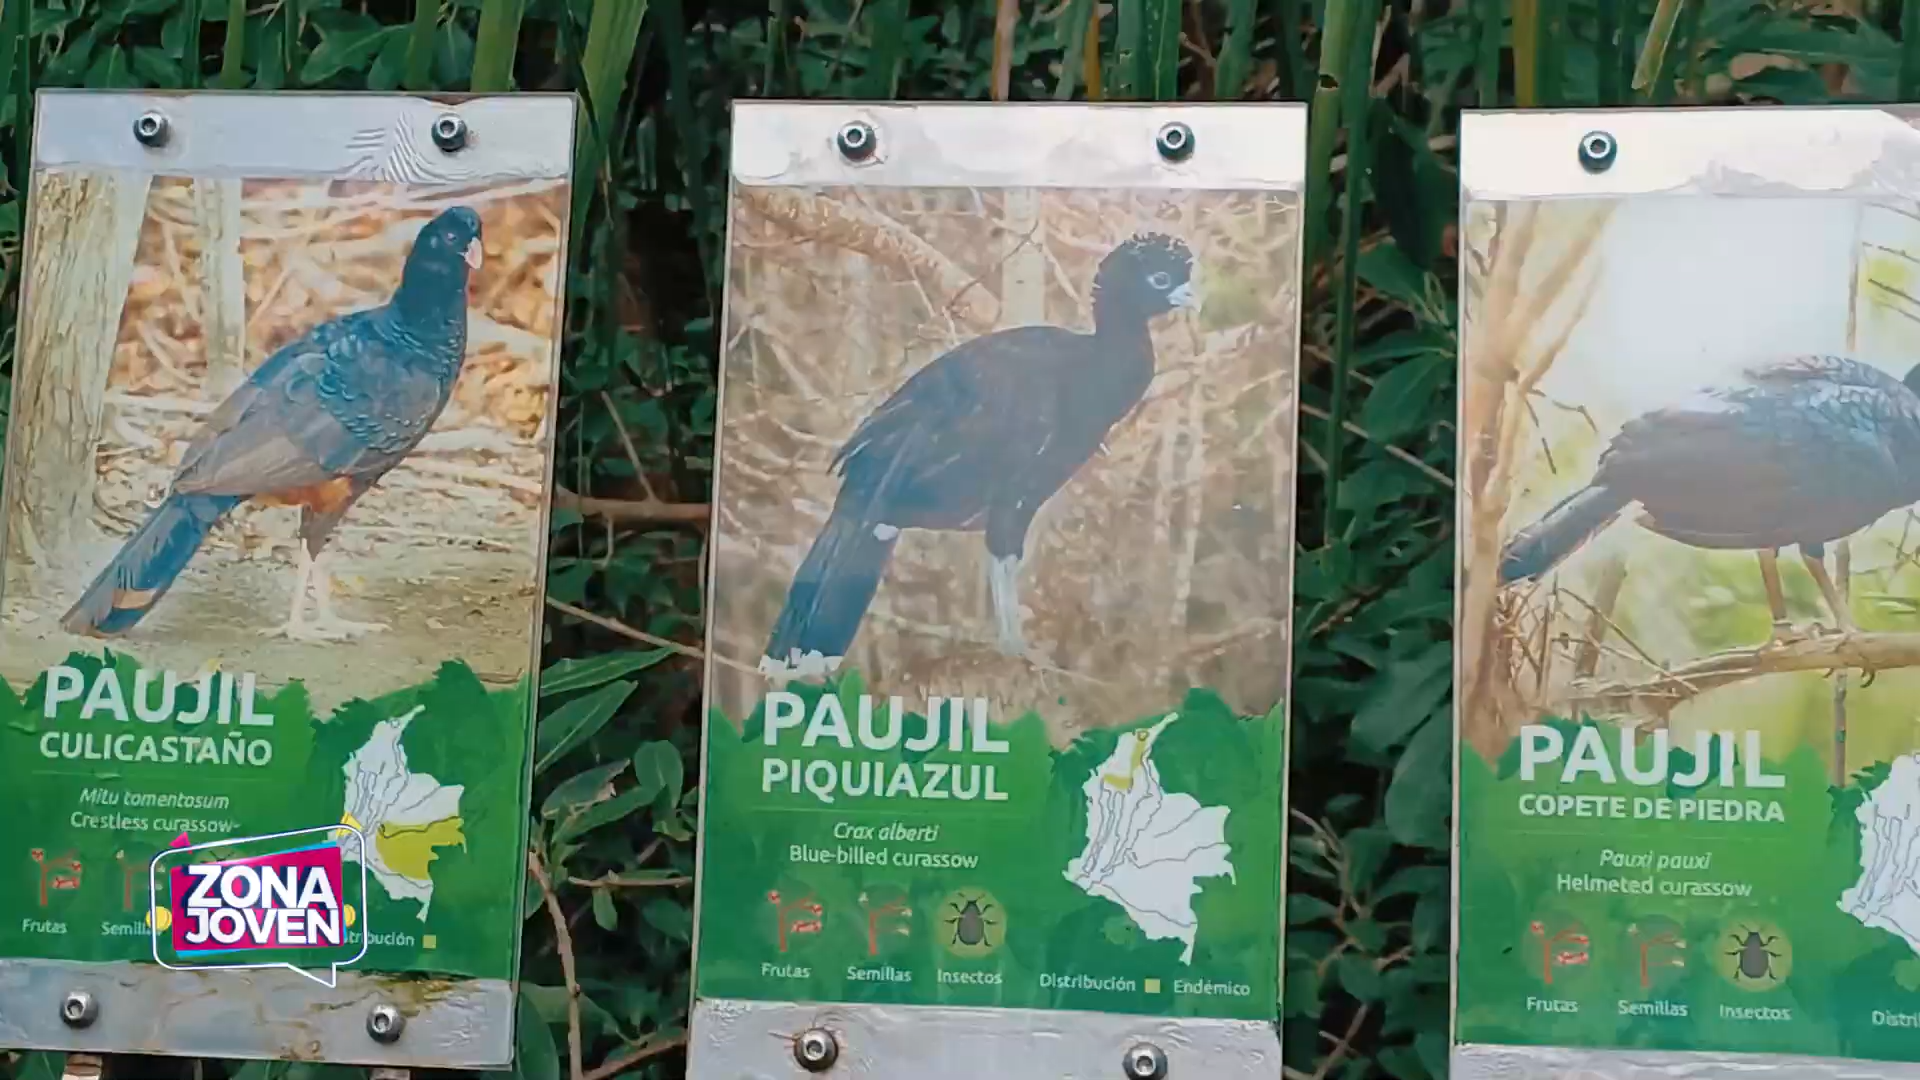 PAUJIL
CULICASTAÑO
Mitu tomentosum
Crestless curassow
Frutas
ZONA
JOVEN
PAUJIL
PIQUIAZUL
Crax alberti
Blue-billed curassow
Frutas Semillas Insectos Distribución Endémico
PAUJIL
COPETE DE PIEDRA
Pauxi pauxi
Helmeted curassow
Frutas Semillas Insectos